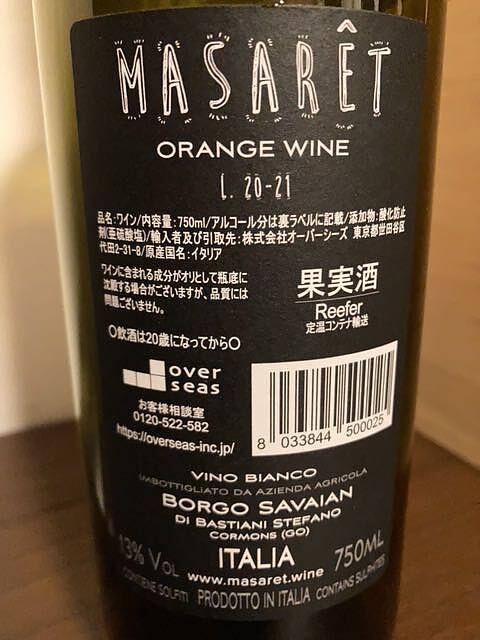 MASARÊT
ORANGE WINE
L. 20-21
品名:ワイン/内容量:750ml/アルコール分は裏ラベルに記載/添加物:酸化防止
剤(亜硫酸塩)/輸入者及び引取先:株式会社オーバーシーズ 東京都世田谷区
代田2-31-8/原産国名:イタリア
ワインに含まれる成分がオリとして瓶底に
沈殿する場合がございますが、品質には
問題ございません。
果実酒
Reefer
定温コンテナ輸送
〇飲酒は20歳になってから〇
over
seas
お客様相談室
0120-522-582
https://overseas-inc.jp/
8 033844 500025
VINO BIANCO
IMBOTTIGLIATO DA AZIENDA AGRICOLA
BORGO SAVAIAN
DI BASTIANI STEFANO
CORMONS (GO)
13% VOL ITALIA 750ML
www.masaret.wine
CONTIENE SOLFITI PRODOTTO IN ITALIA CONTAINS SULPHITES